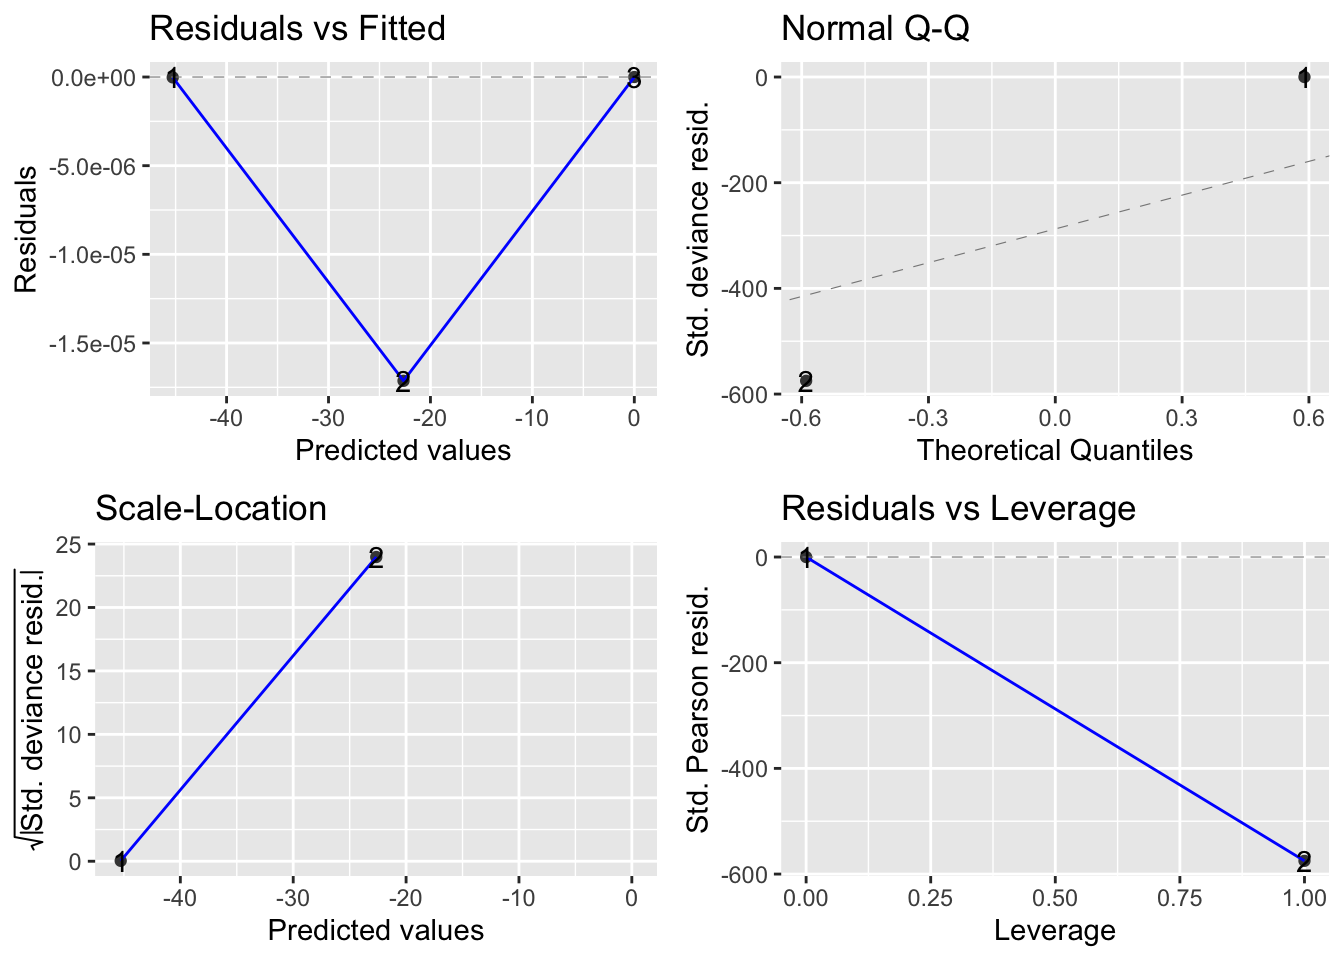 Residuals vs Fitted
0.0e+00
-5.0e-06
-1.0e-05
-1.5e-05
Residuals
1
3
2
-40
-30
-20
-10
0
Predicted values
Normal Q-Q
0
-200
-400
-600
Std. deviance resid.
1
2
-0.6
-0.3
0.0
0.3
0.6
Theoretical Quantiles
Scale-Location
25
20
15
10
5
0
√|Std. deviance resid.|
2
1
-40
-30
-20
-10
0
Predicted values
Residuals vs Leverage
0
-200
-400
-600
Std. Pearson resid.
1
2
0.00
0.25
0.50
0.75
1.00
Leverage